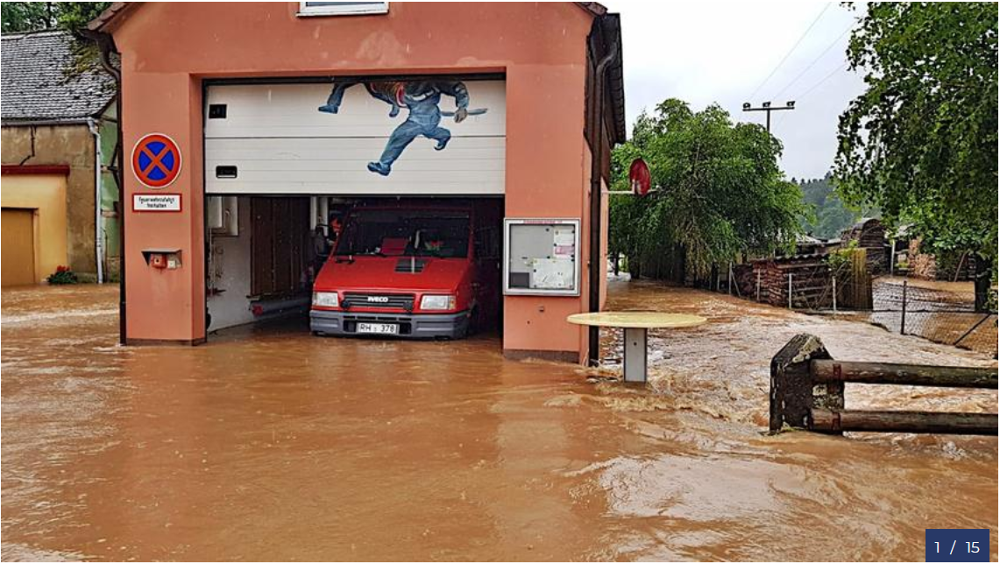 Feuerwehrzufahrt
freihalten
IVECO
RH 378
1 / 15